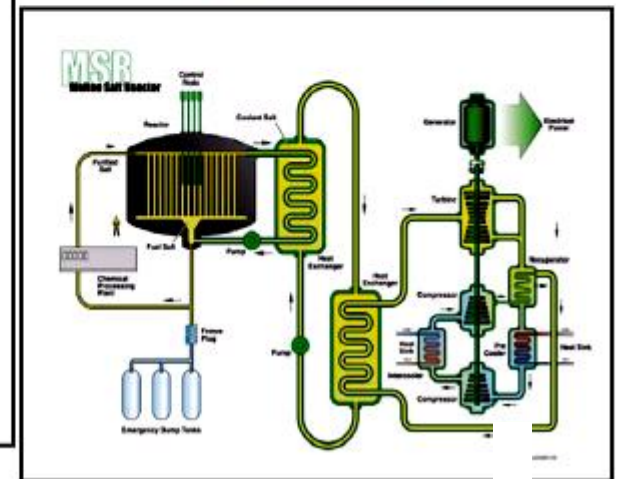 MSR
Molten Salt Reactor
Control
Rods
Reactor
Coolant Salt
Purified
Salt
Fuel Salt
Pump
Chemical
Processing
Plant
Freeze
Plug
Emergency Dump Tanks
Heat
Exchanger
Pump
Heat
Exchanger
Generator
Electrical
Power
Turbine
Recuperator
Compressor
Heat
Sink
Pre
Cooler
Heat Sink
Intercooler
Compressor